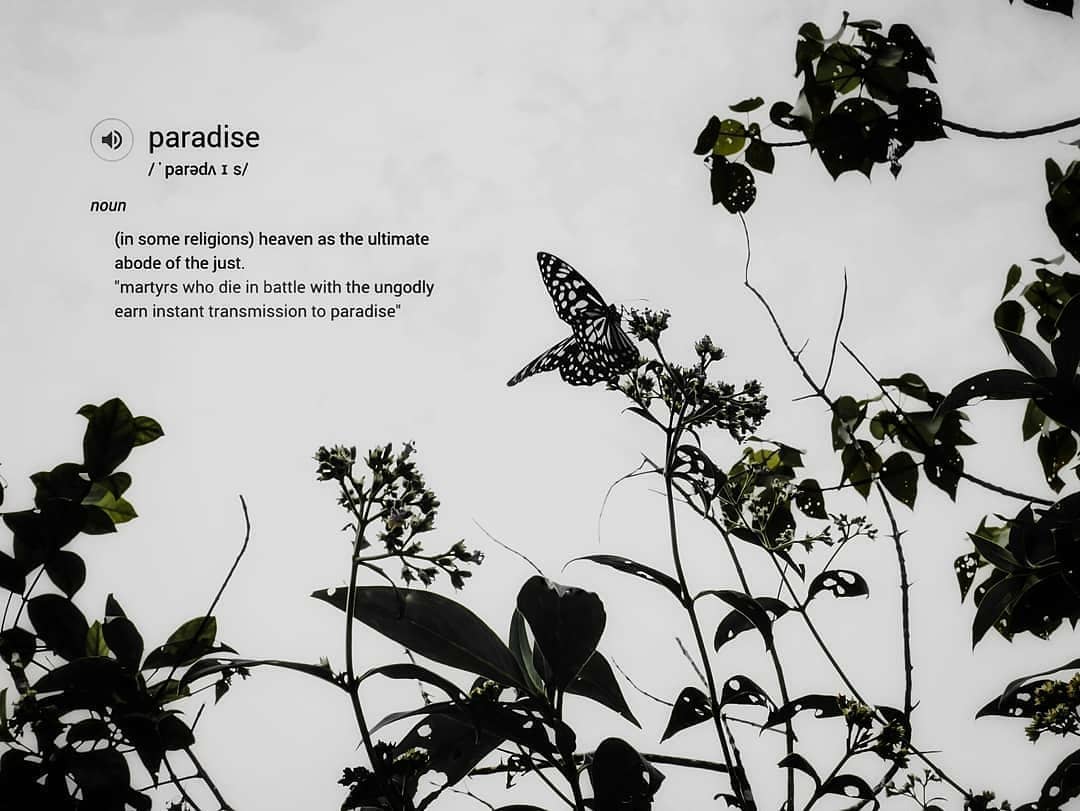 paradise
/ˈparədʌɪs/
noun
(in some religions) heaven as the ultimate
abode of the just.
"martyrs who die in battle with the ungodly
earn instant transmission to paradise"